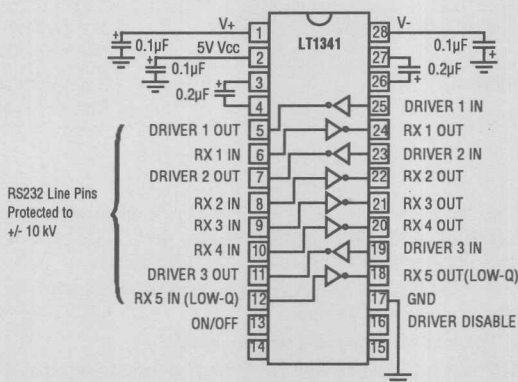 V+ 1 LT1341 28 V-
+ 0.1µF 5V Vcc 2 27 0.1µF +
+ 0.1µF 3 26 + 0.2µF
+ 0.2µF 4 25 DRIVER 1 IN
DRIVER 1 OUT 5 24 RX 1 OUT
RX 1 IN 6 23 DRIVER 2 IN
DRIVER 2 OUT 7 22 RX 2 OUT
RX 2 IN 8 21 RX 3 OUT
RX 3 IN 9 20 RX 4 OUT
RX 4 IN 10 19 DRIVER 3 IN
DRIVER 3 OUT 11 18 RX 5 OUT(LOW-Q)
RX 5 IN (LOW-Q) 12 17 GND
ON/OFF 13 16 DRIVER DISABLE
14 15
RS232 Line Pins
Protected to
+/- 10 kV